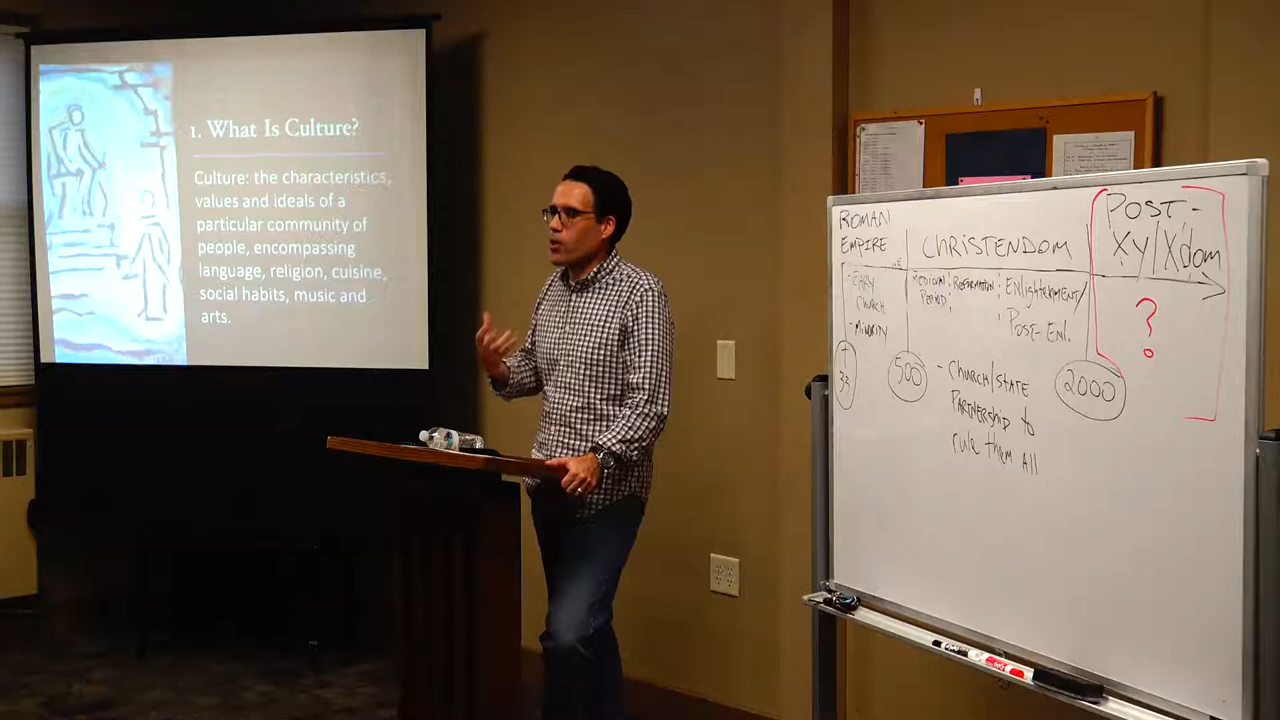 1. What Is Culture?
Culture: the characteristics,
values and ideals of a
particular community of
people, encompassing
language, religion, cuisine,
social habits, music and
arts.
ROMAN
EMPIRE
CHRISTENDOM
POST-
Xy/Xdom
- EARLY
CHURCH
- MINORITY
MEDIEVAL
PERIOD
REFORMATION
ENLIGHTENMENT/
POST-ENL.
?
33
500
2000
- CHURCH/STATE
PARTNERSHIP to
rule them All